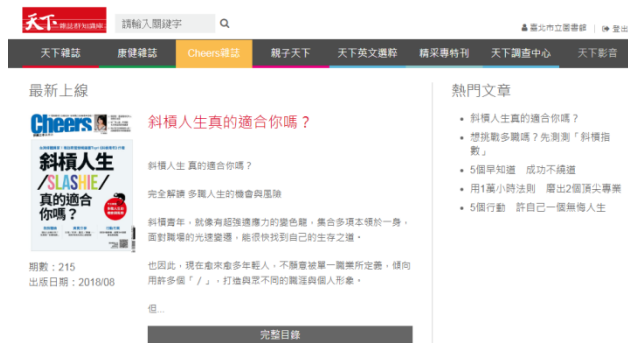 天下 雜誌群知識庫
請輸入關鍵字
臺北市立圖書館 登出
天下雜誌 康健雜誌 Cheers雜誌 親子天下 天下英文選粹 精采專特刊 天下調查中心 天下影音
最新上線
Cheers
斜槓人生
/SLASHIE/
真的適合
你嗎？
期數：215
出版日期：2018/08
斜槓人生真的適合你嗎？
斜槓人生 真的適合你嗎？
完全解讀 多職人生的機會與風險
斜槓青年，就像有超強適應力的變色龍，集合多項本領於一身，
面對職場的光速變遷，能很快找到自己的生存之道。
也因此，現在愈來愈多年輕人，不願意被單一職業所定義，傾向
用許多個「 / 」，打造與眾不同的職涯與個人形象。
但...
完整目錄
熱門文章
斜槓人生真的適合你嗎？
想挑戰多職嗎？先測測「斜槓指
數」
5個早知道 成功不繞道
用1萬小時法則 磨出2個頂尖專業
5個行動 許自己一個無悔人生